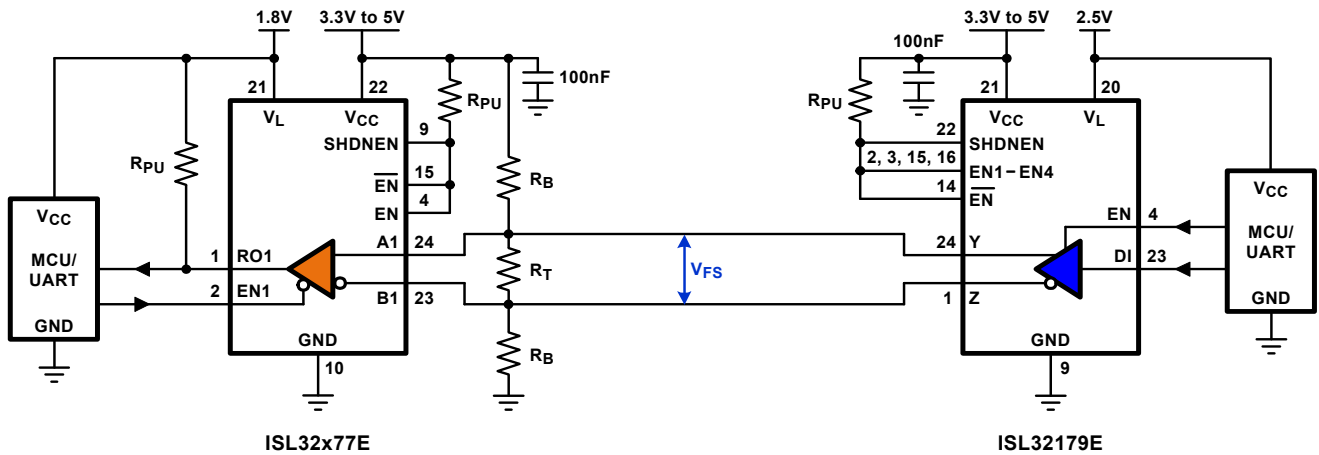 1.8V
3.3V to 5V
21
22
VL
VCC
100nF
RPU
9
SHDNEN
15
EN
4
EN
RPU
VCC
MCU/
UART
GND
1
RO1
2
EN1
A1
24
B1
23
GND
10
RB
RT
RB
VFS
ISL32x77E
3.3V to 5V
2.5V
100nF
RPU
21
20
VCC
VL
22
SHDNEN
2, 3, 15, 16
EN1–EN4
14
EN
EN
4
24
Y
DI
23
1
Z
GND
9
VCC
MCU/
UART
GND
ISL32179E